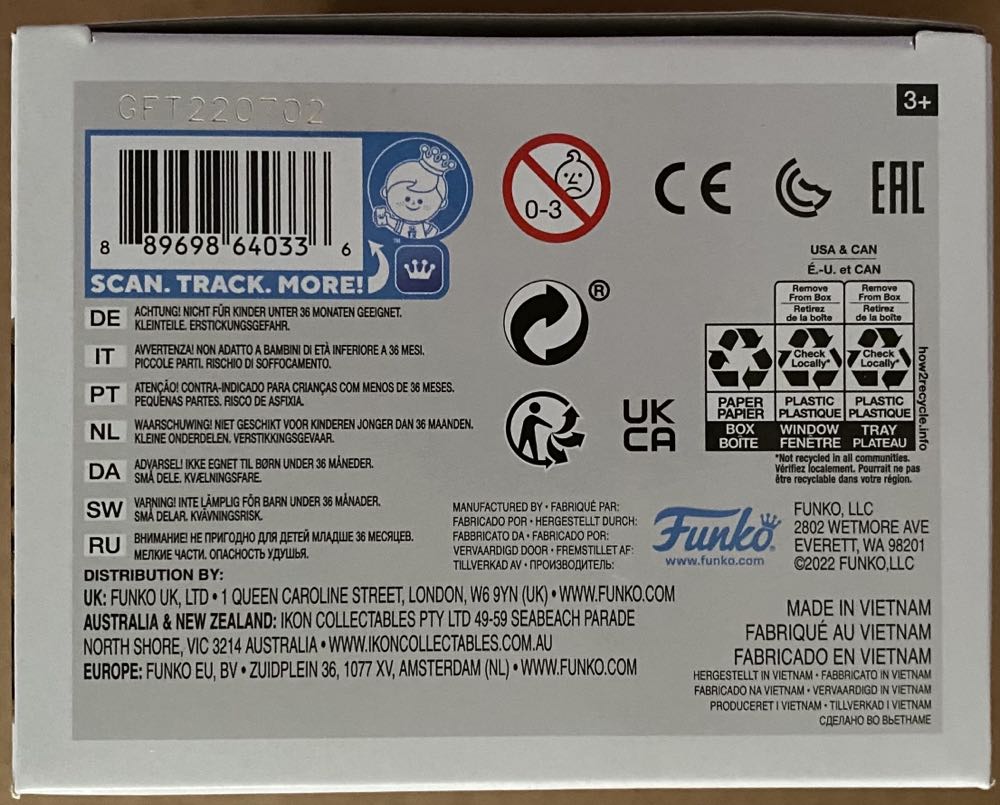 GFT220702
3+
8 89698 64033 6
SCAN. TRACK. MORE!
™
0-3
CE
EAC
®
UK
CA
USA & CAN
É.-U. et CAN
Remove
From Box
Retirez
de la boîte
Remove
From Box
Retirez
de la boîte
Check
Locally*
Check
Locally*
PAPER
PAPIER
PLASTIC
PLASTIQUE
PLASTIC
PLASTIQUE
BOX
BOÎTE
WINDOW
FENÊTRE
TRAY
PLATEAU
how2recycle.info
*Not recycled in all communities.
Vérifiez localement. Pourrait ne pas
être recyclable dans votre région.
DE ACHTUNG! NICHT FÜR KINDER UNTER 36 MONATEN GEEIGNET.
KLEINTEILE. ERSTICKUNGSGEFAHR.
IT AVVERTENZA! NON ADATTO A BAMBINI DI ETÀ INFERIORE A 36 MESI.
PICCOLE PARTI. RISCHIO DI SOFFOCAMENTO.
PT ATENÇÃO! CONTRA-INDICADO PARA CRIANÇAS COM MENOS DE 36 MESES.
PEQUENAS PARTES. RISCO DE ASFIXIA.
NL WAARSCHUWING! NIET GESCHIKT VOOR KINDEREN JONGER DAN 36 MAANDEN.
KLEINE ONDERDELEN. VERSTIKKINGSGEVAAR.
DA ADVARSEL! IKKE EGNET TIL BØRN UNDER 36 MÅNEDER.
SMÅ DELE. KVÆLNINGSFARE.
SW VARNING! INTE LÄMPLIG FÖR BARN UNDER 36 MÅNADER.
SMÅ DELAR. KVÄVNINGSRISK.
RU ВНИМАНИЕ! НЕ ПРИГОДНО ДЛЯ ДЕТЕЙ МЛАДШЕ 36 МЕСЯЦЕВ.
МЕЛКИЕ ЧАСТИ. ОПАСНОСТЬ УДУШЬЯ.
MANUFACTURED BY • FABRIQUÉ PAR:
FABRICADO POR • HERGESTELLT DURCH:
FABBRICATO DA • FABRICADO POR:
VERVAARDIGD DOOR • FREMSTILLET AF:
TILLVERKAD AV • ПРОИЗВОДИТЕЛЬ:
Funko
www.funko.com
FUNKO, LLC
2802 WETMORE AVE
EVERETT, WA 98201
©2022 FUNKO,LLC
DISTRIBUTION BY:
UK: FUNKO UK, LTD • 1 QUEEN CAROLINE STREET, LONDON, W6 9YN (UK) • WWW.FUNKO.COM
AUSTRALIA & NEW ZEALAND: IKON COLLECTABLES PTY LTD 49-59 SEABEACH PARADE
NORTH SHORE, VIC 3214 AUSTRALIA • WWW.IKONCOLLECTABLES.COM.AU
EUROPE: FUNKO EU, BV • ZUIDPLEIN 36, 1077 XV, AMSTERDAM (NL) • WWW.FUNKO.COM
MADE IN VIETNAM
FABRIQUÉ AU VIETNAM
FABRICADO EN VIETNAM
HERGESTELLT IN VIETNAM • FABBRICATO IN VIETNAM
FABRICADO NA VIETNAM • VERVAARDIGD IN VIETNAM
PRODUCERET I VIETNAM • TILLVERKAD I VIETNAM
СДЕЛАНО ВО ВЬЕТНАМЕ